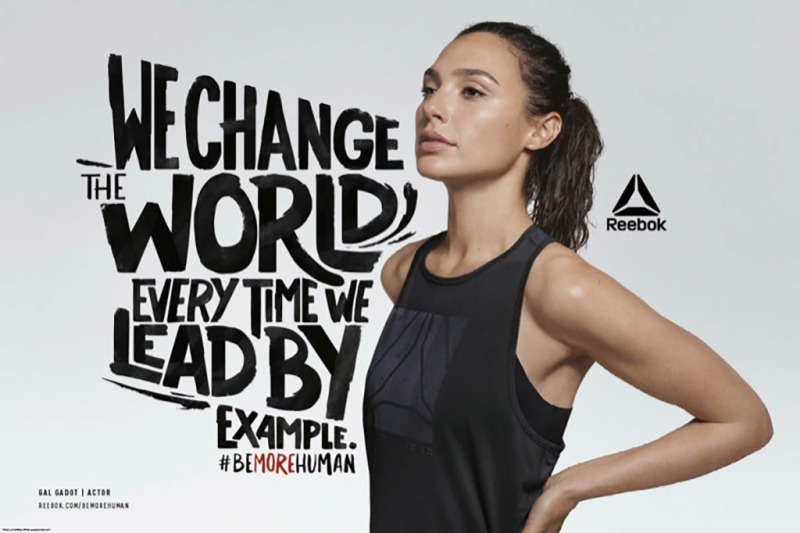 WE CHANGE
THE
WORLD
EVERY TIME WE
LEAD BY
EXAMPLE.
#BEMOREHUMAN
Reebok
GAL GADOT | ACTOR
REEBOK.COM/BEMOREHUMAN